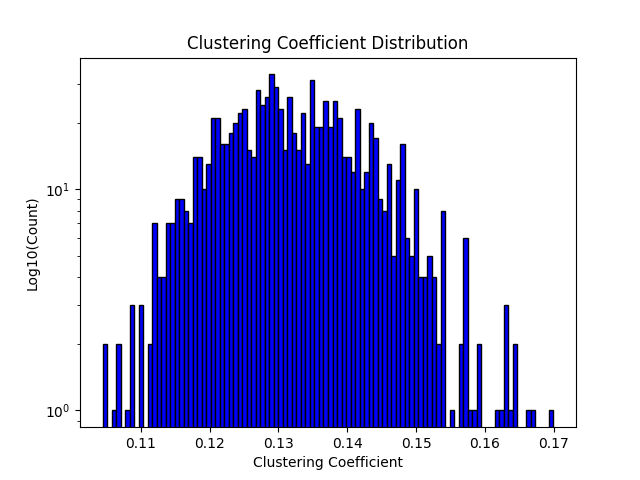 Clustering Coefficient Distribution
Log10(Count)
10¹
10⁰
0.11 0.12 0.13 0.14 0.15 0.16 0.17
Clustering Coefficient